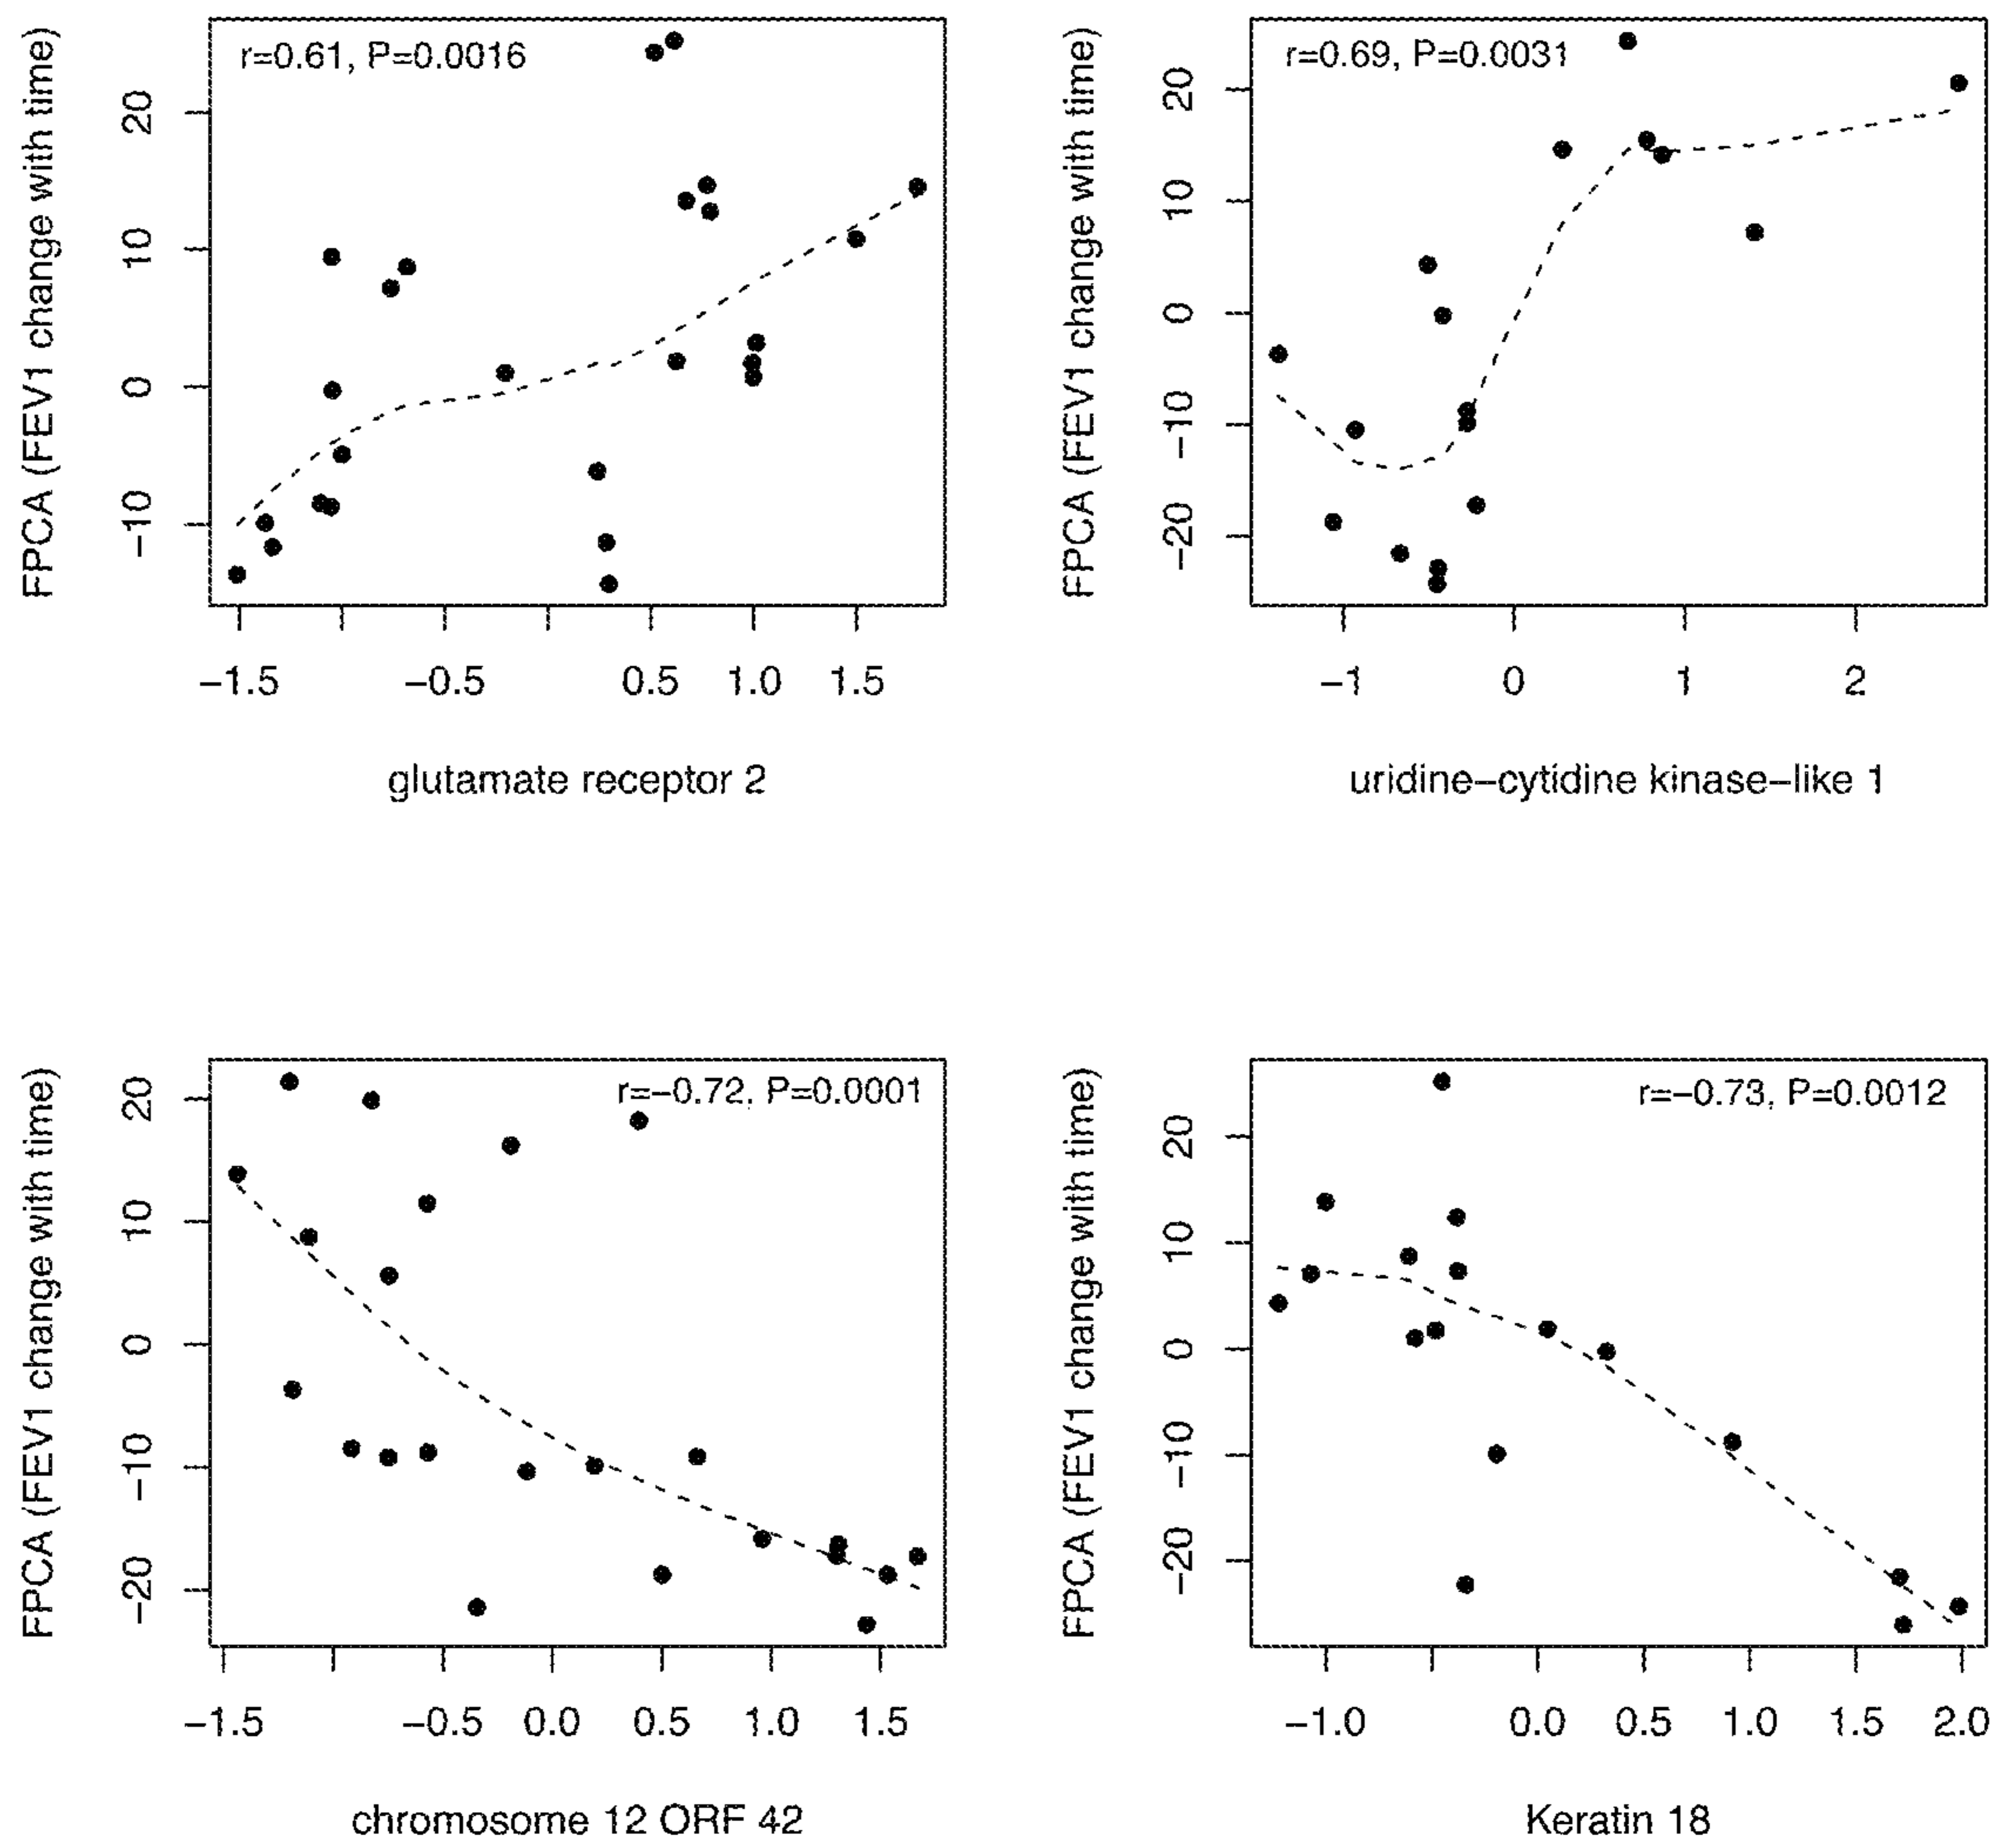 r=0.61, P=0.0016
FPCA (FEV1 change with time)
20
10
0
−10
−1.5 −0.5 0.5 1.0 1.5
glutamate receptor 2
r=0.69, P=0.0031
FPCA (FEV1 change with time)
20
10
0
−10
−20
−1 0 1 2
uridine−cytidine kinase−like 1
r=−0.72, P=0.0001
FPCA (FEV1 change with time)
20
10
0
−10
−20
−1.5 −0.5 0.0 0.5 1.0 1.5
chromosome 12 ORF 42
r=−0.73, P=0.0012
FPCA (FEV1 change with time)
20
10
0
−10
−20
−1.0 0.0 0.5 1.0 1.5 2.0
Keratin 18